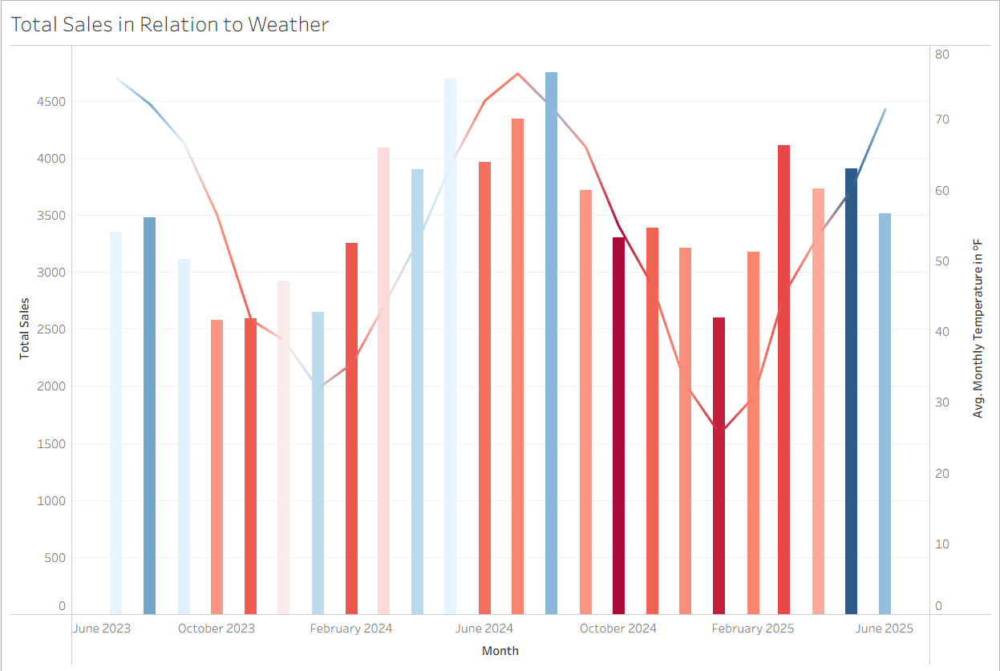 Total Sales in Relation to Weather
80
4500
70
4000
60
3500
50
3000
2500
40
2000
30
1500
20
1000
10
500
0
0
Total Sales
Avg. Monthly Temperature in °F
June 2023
October 2023
February 2024
June 2024
October 2024
February 2025
June 2025
Month